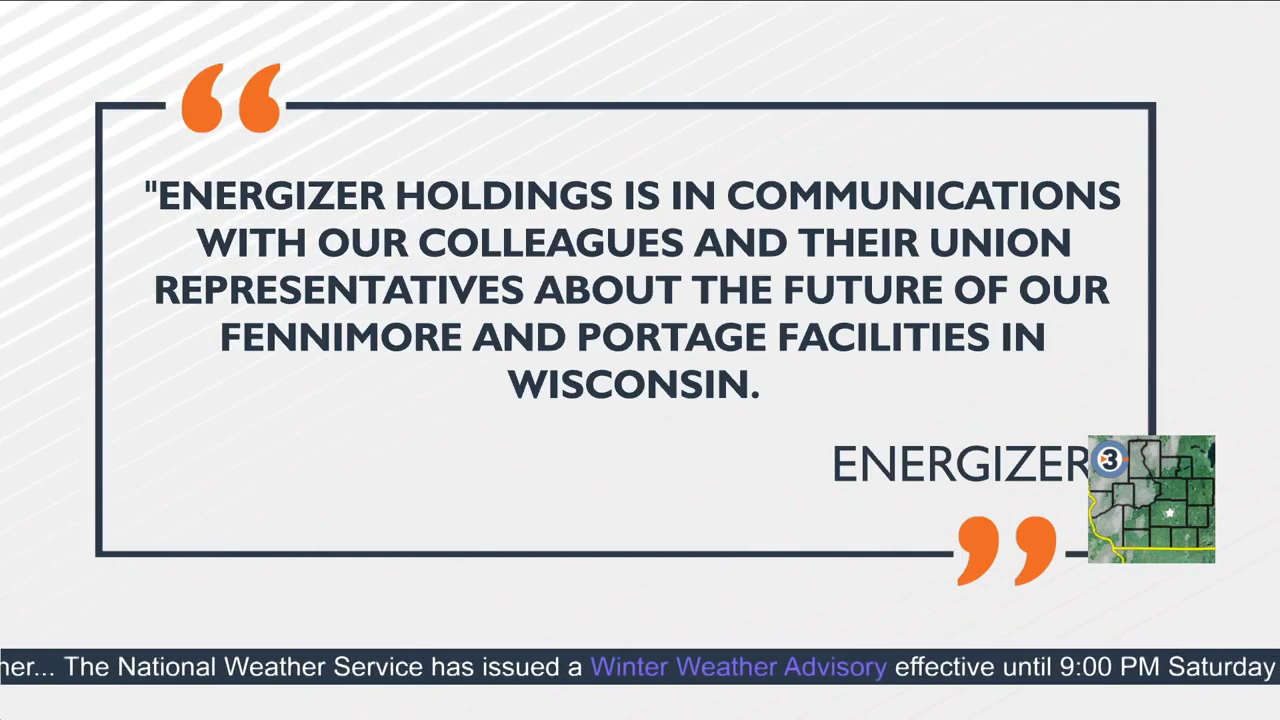 "ENERGIZER HOLDINGS IS IN COMMUNICATIONS
WITH OUR COLLEAGUES AND THEIR UNION
REPRESENTATIVES ABOUT THE FUTURE OF OUR
FENNIMORE AND PORTAGE FACILITIES IN
WISCONSIN.
ENERGIZER
3
... The National Weather Service has issued a Winter Weather Advisory effective until 9:00 PM Saturday